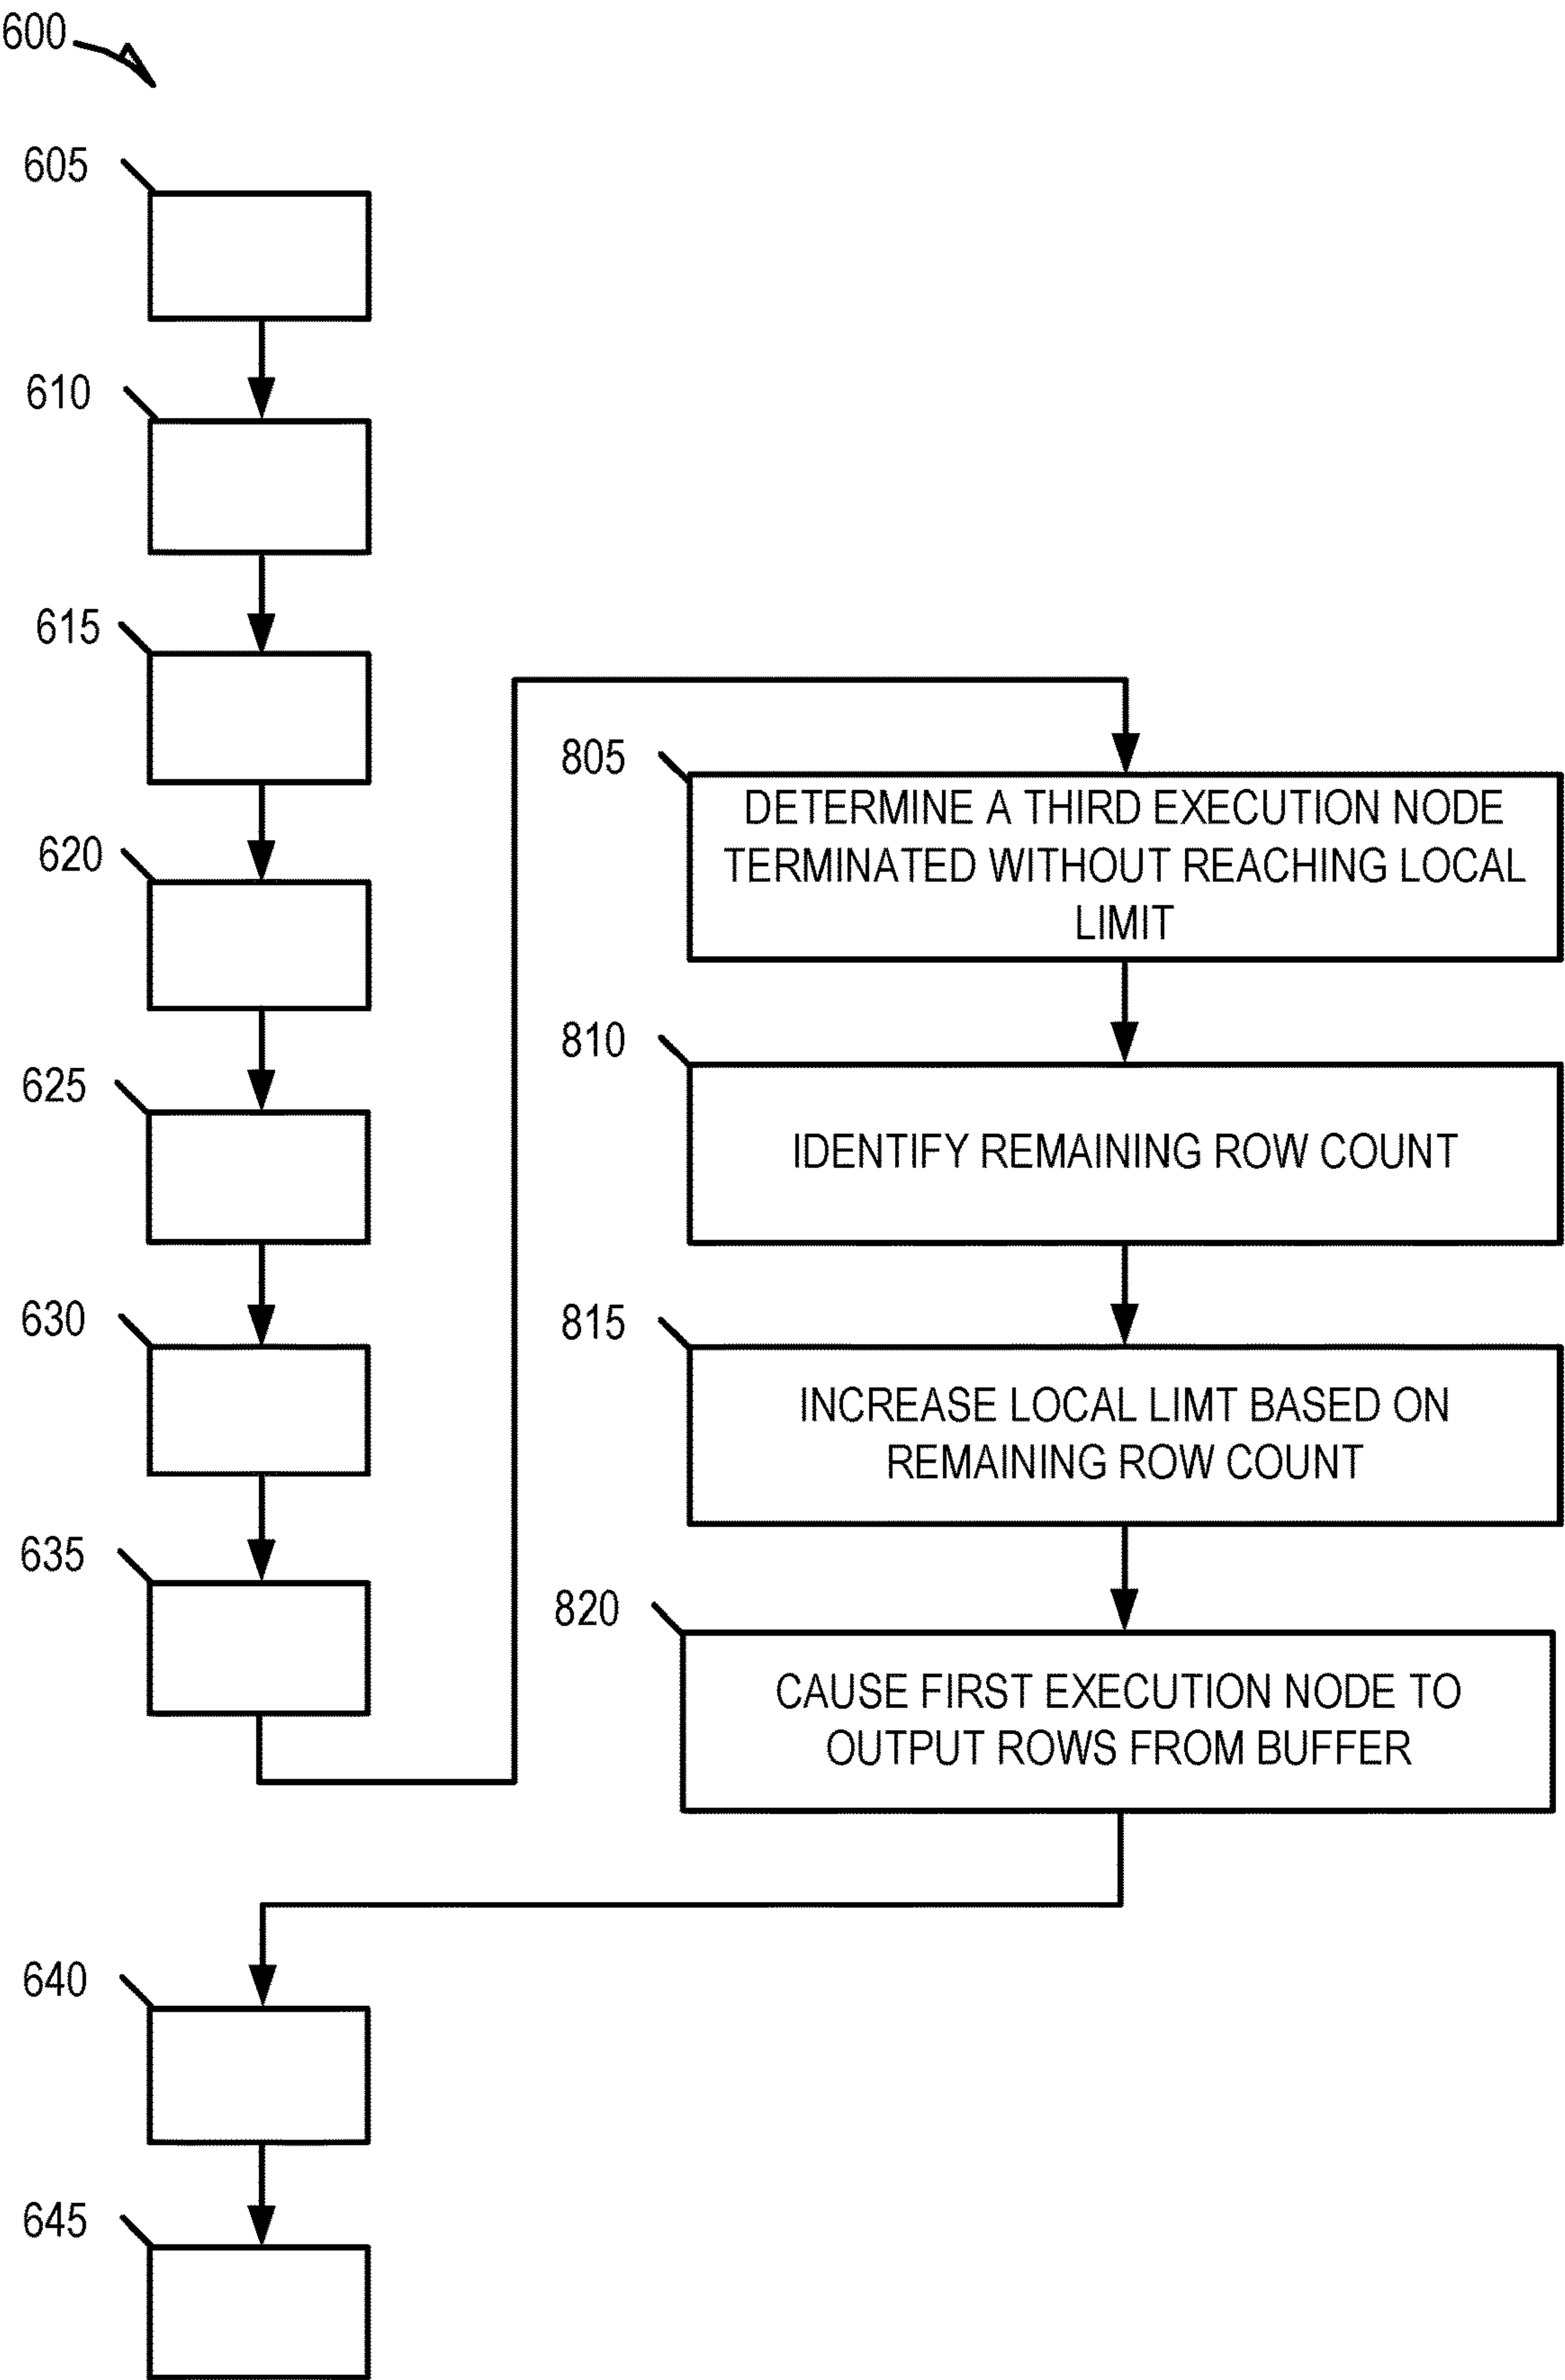 600
605
610
615
620
625
630
635
805
DETERMINE A THIRD EXECUTION NODE
TERMINATED WITHOUT REACHING LOCAL
LIMIT
810
IDENTIFY REMAINING ROW COUNT
815
INCREASE LOCAL LIMT BASED ON
REMAINING ROW COUNT
820
CAUSE FIRST EXECUTION NODE TO
OUTPUT ROWS FROM BUFFER
640
645